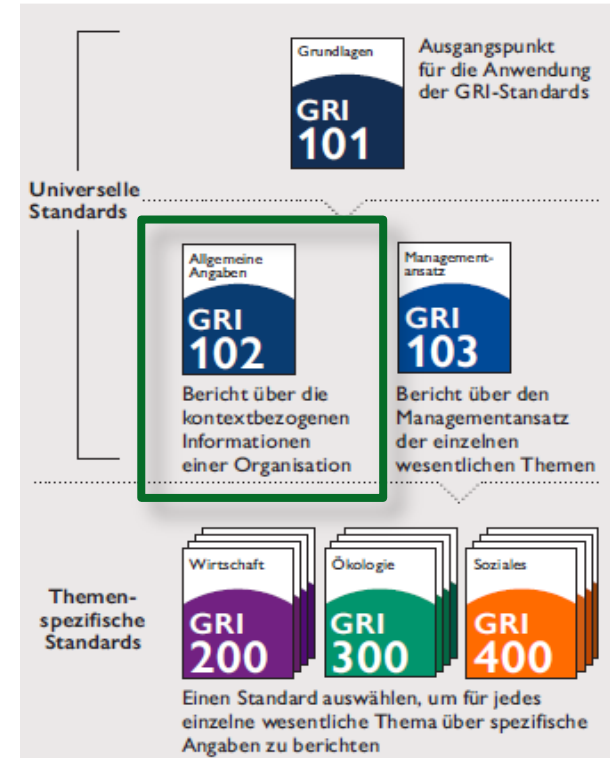 Grundlagen
GRI
101
Ausgangspunkt
für die Anwendung
der GRI-Standards
Universelle
Standards
Allgemeine
Angaben
GRI
102
Bericht über die
kontextbezogenen
Informationen
einer Organisation
Management-
ansatz
GRI
103
Bericht über den
Managementansatz
der einzelnen
wesentlichen Themen
Themen-
spezifische
Standards
Wirtschaft
GRI
200
Ökologie
GRI
300
Soziales
GRI
400
Einen Standard auswählen, um für jedes
einzelne wesentliche Thema über spezifische
Angaben zu berichten